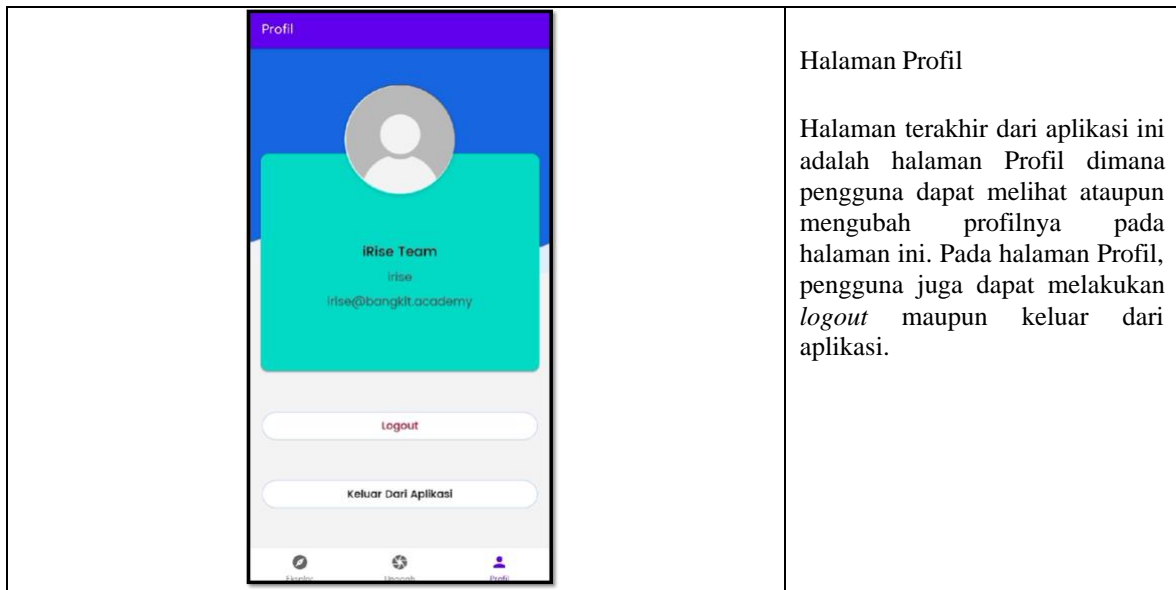 Profil
iRise Team
irise
irise@bangkit.academy
Logout
Keluar Dari Aplikasi
Profil
Halaman Profil
Halaman terakhir dari aplikasi ini
adalah halaman Profil dimana
pengguna dapat melihat ataupun
mengubah profilnya pada
halaman ini. Pada halaman Profil,
pengguna juga dapat melakukan
logout maupun keluar dari
aplikasi.